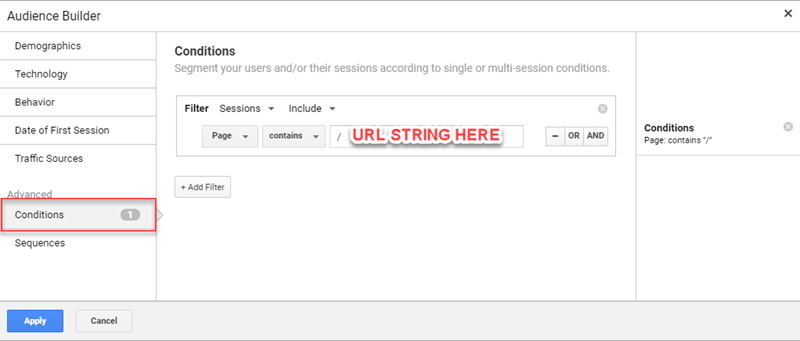 Audience Builder
Demographics
Technology
Behavior
Date of First Session
Traffic Sources
Advanced
Conditions 1
Sequences
Conditions
Segment your users and/or their sessions according to single or multi-session conditions.
Filter Sessions Include
Page contains / URL STRING HERE – OR AND
+ Add Filter
Conditions
Page: contains "/"
Apply Cancel